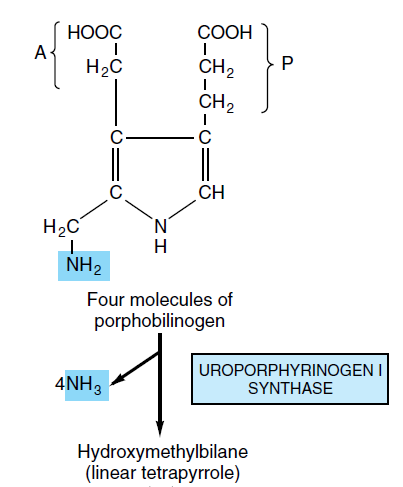 HOOC COOH
A H₂C CH₂ P
CH₂
C C
C CH
H₂C N
H
NH₂
Four molecules of
porphobilinogen
4NH₃
UROPORPHYRINOGEN I
SYNTHASE
Hydroxymethylbilane
(linear tetrapyrrole)